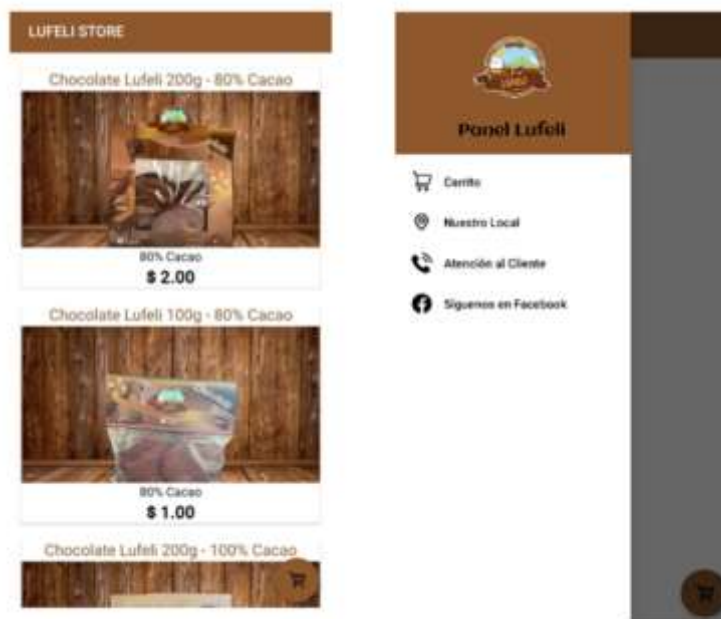 LUFELI STORE
Chocolate Lufeli 200g - 80% Cacao
80% Cacao
$ 2.00
Chocolate Lufeli 100g - 80% Cacao
80% Cacao
$ 1.00
Chocolate Lufeli 200g - 100% Cacao
Panel Lufeli
Carrito
Nuestro Local
Atención al Cliente
Síguenos en Facebook